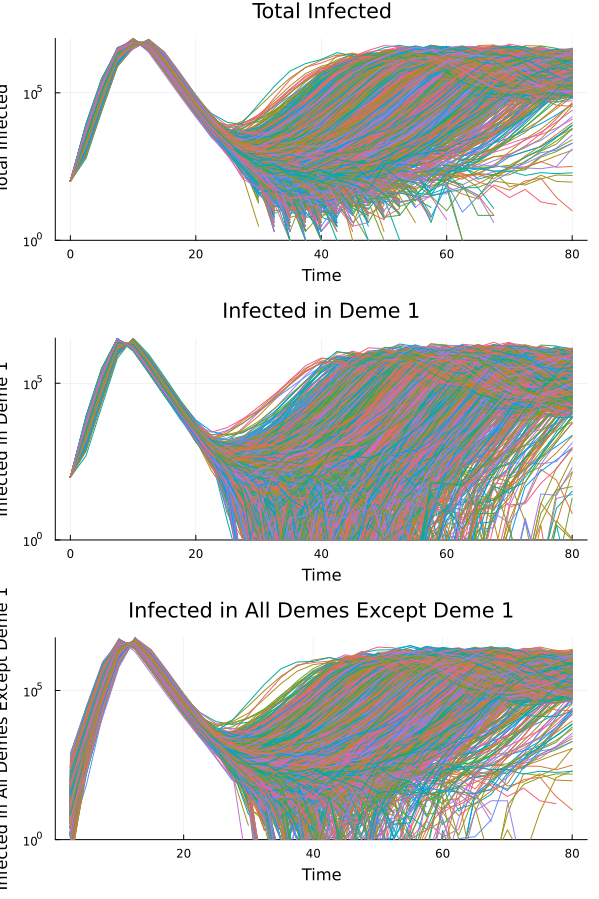 Total Infected
Total Infected
10^5
10^0
0 20 40 60 80
Time
Infected in Deme 1
Infected in Deme 1
10^5
10^0
0 20 40 60 80
Time
Infected in All Demes Except Deme 1
Infected in All Demes Except Deme 1
10^5
10^0
20 40 60 80
Time